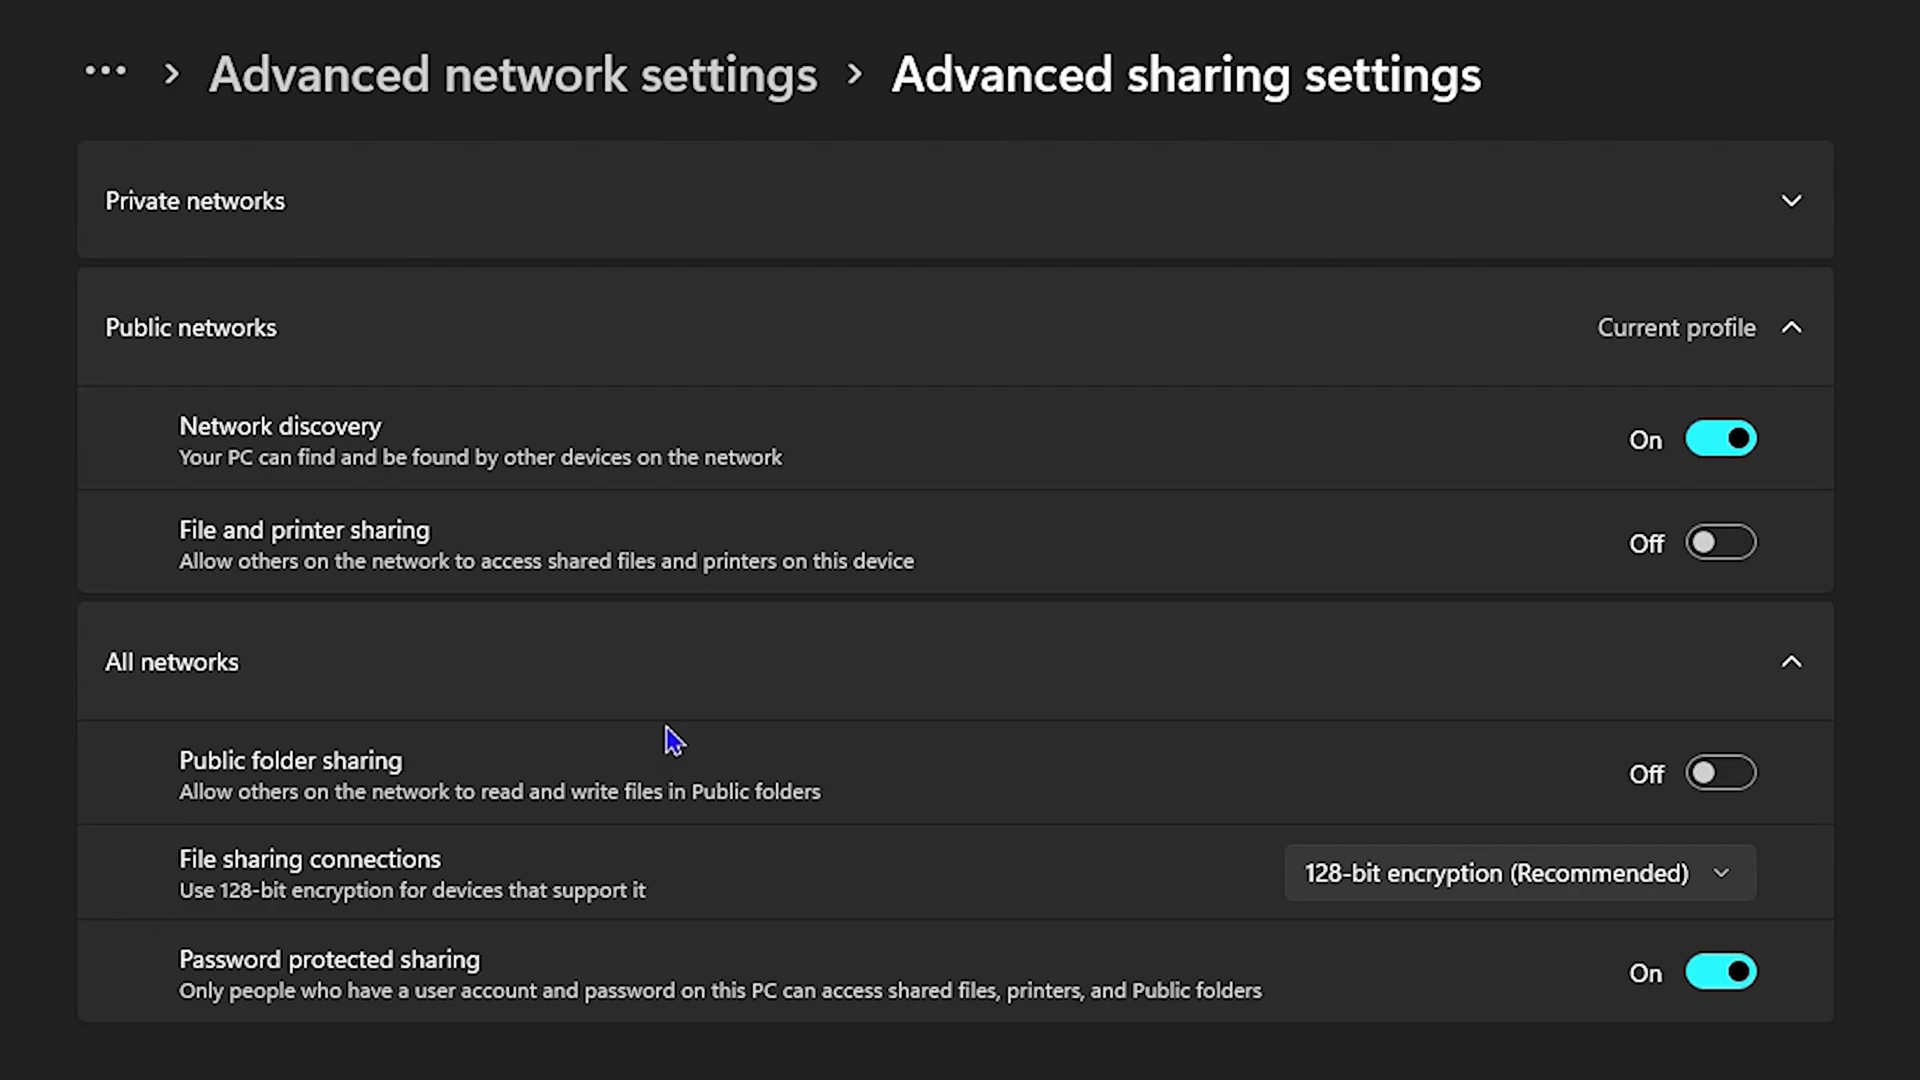 ... > Advanced network settings > Advanced sharing settings
Private networks
Public networks Current profile
Network discovery
Your PC can find and be found by other devices on the network
On
File and printer sharing
Allow others on the network to access shared files and printers on this device
Off
All networks
Public folder sharing
Allow others on the network to read and write files in Public folders
Off
File sharing connections
Use 128-bit encryption for devices that support it
128-bit encryption (Recommended)
Password protected sharing
Only people who have a user account and password on this PC can access shared files, printers, and Public folders
On